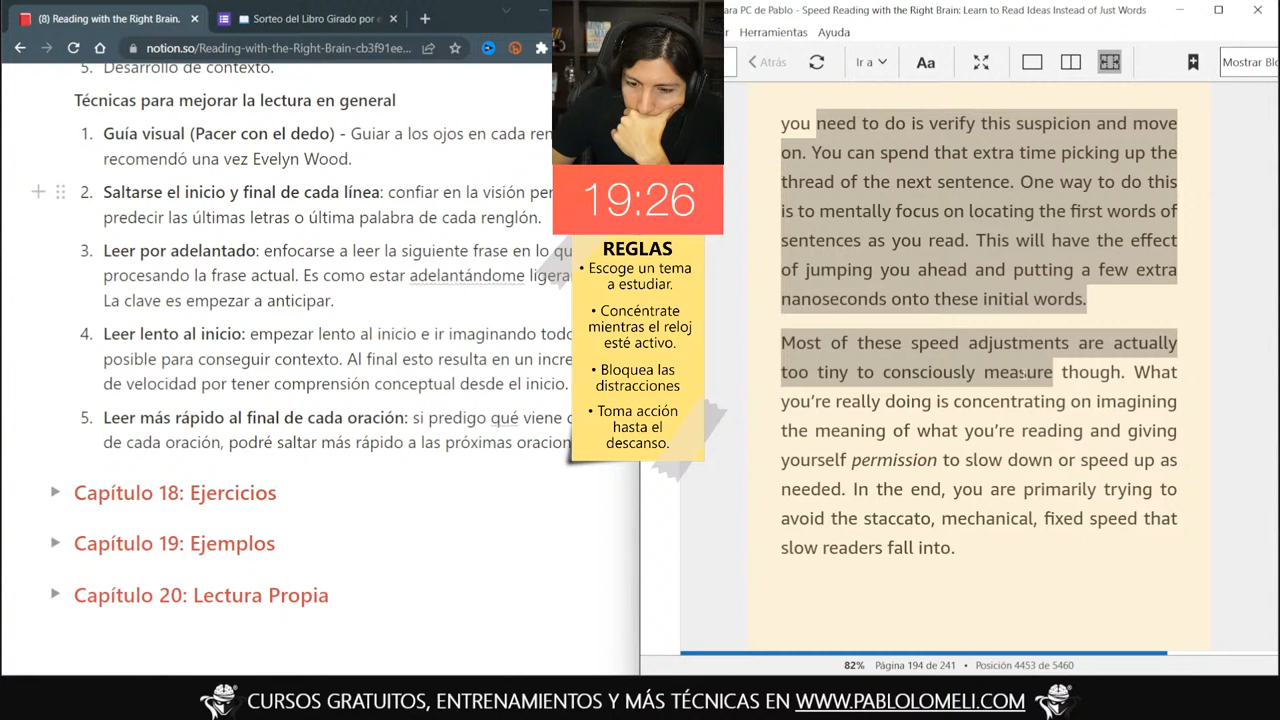 (8) Reading with the Right Brain.
Sorteo del Libro Girado por e
notion.so/Reading-with-the-Right-Brain-cb3f91ee...
5. Desarrollo de contexto.
Técnicas para mejorar la lectura en general
1. Guía visual (Pacer con el dedo) - Guiar a los ojos en cada ren
recomendó una vez Evelyn Wood.
2. Saltarse el inicio y final de cada línea: confiar en la visión per
predecir las últimas letras o última palabra de cada renglón.
3. Leer por adelantado: enfocarse a leer la siguiente frase en lo qu
procesando la frase actual. Es como estar adelantándome ligera
La clave es empezar a anticipar.
4. Leer lento al inicio: empezar lento al inicio e ir imaginando todo
posible para conseguir contexto. Al final esto resulta en un incre
de velocidad por tener comprensión conceptual desde el inicio.
5. Leer más rápido al final de cada oración: si predigo qué viene
de cada oración, podré saltar más rápido a las próximas oracion
Capítulo 18: Ejercicios
Capítulo 19: Ejemplos
Capítulo 20: Lectura Propia
19:26
REGLAS
• Escoge un tema
a estudiar.
• Concéntrate
mientras el reloj
esté activo.
• Bloquea las
distracciones
• Toma acción
hasta el
descanso.
ara PC de Pablo - Speed Reading with the Right Brain: Learn to Read Ideas Instead of Just Words
Herramientas Ayuda
Atrás Ir a Aa Mostrar Blo
you need to do is verify this suspicion and move
on. You can spend that extra time picking up the
thread of the next sentence. One way to do this
is to mentally focus on locating the first words of
sentences as you read. This will have the effect
of jumping you ahead and putting a few extra
nanoseconds onto these initial words.
Most of these speed adjustments are actually
too tiny to consciously measure though. What
you're really doing is concentrating on imagining
the meaning of what you're reading and giving
yourself permission to slow down or speed up as
needed. In the end, you are primarily trying to
avoid the staccato, mechanical, fixed speed that
slow readers fall into.
82% Página 194 de 241 • Posición 4453 de 5460
CURSOS GRATUITOS, ENTRENAMIENTOS Y MÁS TÉCNICAS EN WWW.PABLOLOMELI.COM